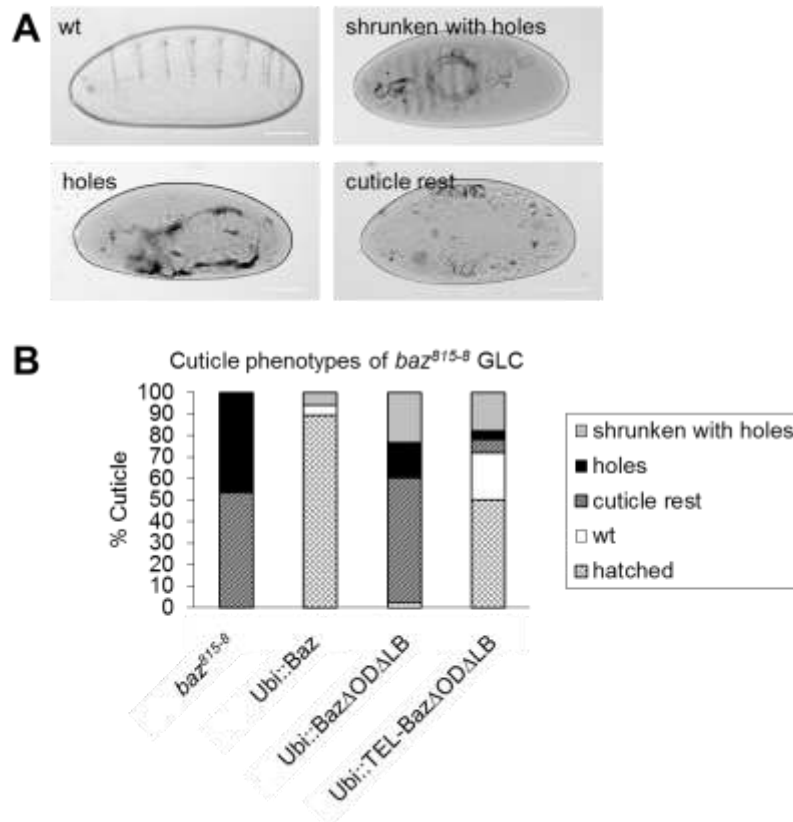 A
wt
shrunken with holes
holes
cuticle rest
B
Cuticle phenotypes of baz815-8 GLC
% Cuticle
100
90
80
70
60
50
40
30
20
10
0
baz815-8
Ubi::Baz
Ubi::BazΔODΔLB
Ubi::TEL-BazΔODΔLB
shrunken with holes
holes
cuticle rest
wt
hatched